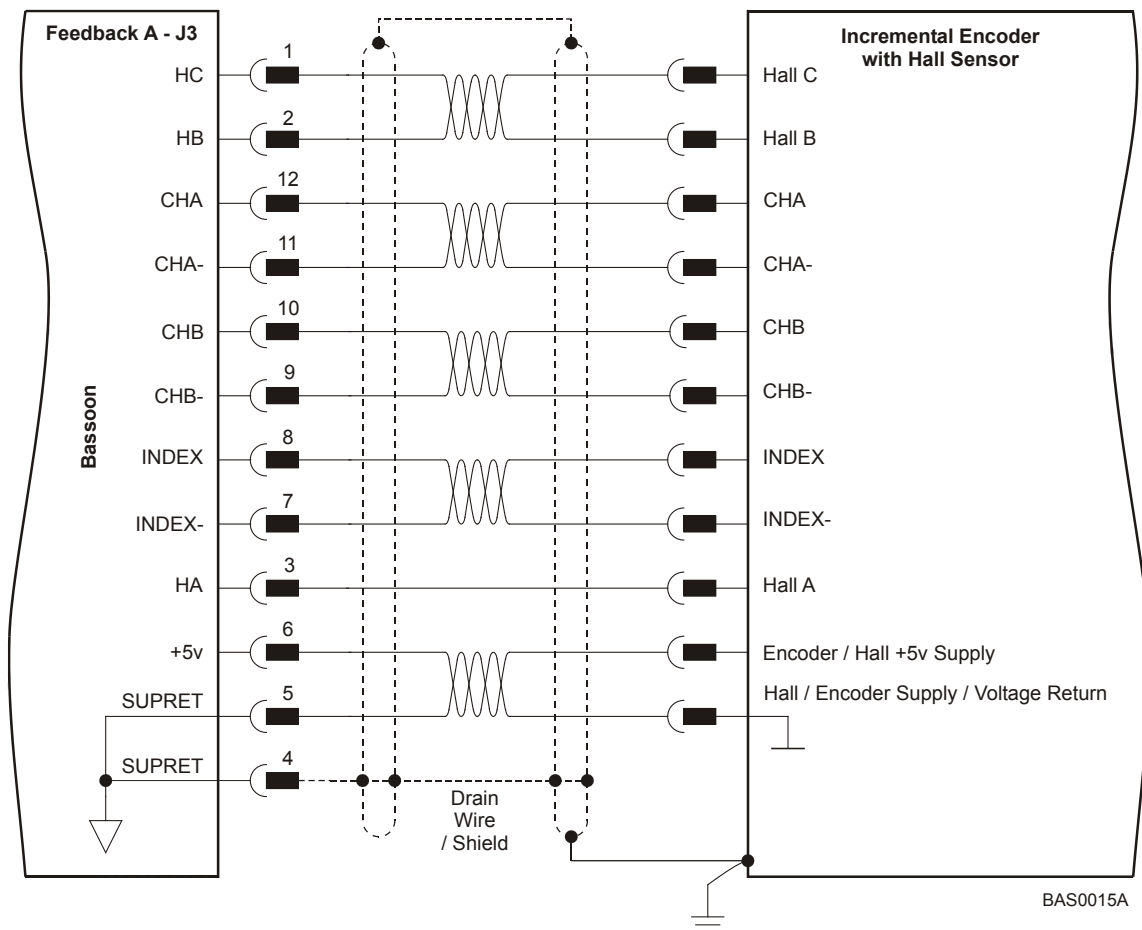 Feedback A - J3
Incremental Encoder
with Hall Sensor
1
HC
Hall C
2
HB
Hall B
12
CHA
CHA
11
CHA-
CHA-
10
CHB
CHB
9
CHB-
CHB-
Bassoon
8
INDEX
INDEX
7
INDEX-
INDEX-
3
HA
Hall A
6
+5v
Encoder / Hall +5v Supply
5
SUPRET
Hall / Encoder Supply / Voltage Return
4
SUPRET
Drain
Wire
/ Shield
BAS0015A